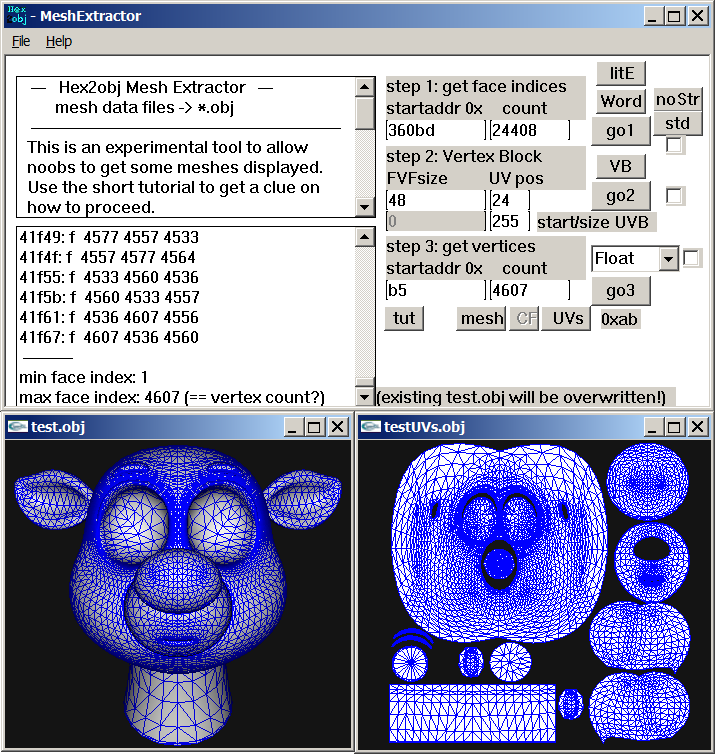 Hex obj - MeshExtractor
File Help
— Hex2obj Mesh Extractor —
mesh data files -> *.obj
This is an experimental tool to allow
noobs to get some meshes displayed.
Use the short tutorial to get a clue on
how to proceed.
41f49: f 4577 4557 4533
41f4f: f 4557 4577 4564
41f55: f 4533 4560 4536
41f5b: f 4560 4533 4557
41f61: f 4536 4607 4556
41f67: f 4607 4536 4560
min face index: 1
max face index: 4607 (== vertex count?)
step 1: get face indices
startaddr 0x count
360bd 24408
litE
Word
go1
noStr
std
step 2: Vertex Block
FVFsize UV pos
48 24
0 255 start/size UVB
VB
go2
step 3: get vertices
startaddr 0x count
b5 4607
Float
go3
tut mesh CF UVs 0xab
(existing test.obj will be overwritten!)
test.obj
testUVs.obj